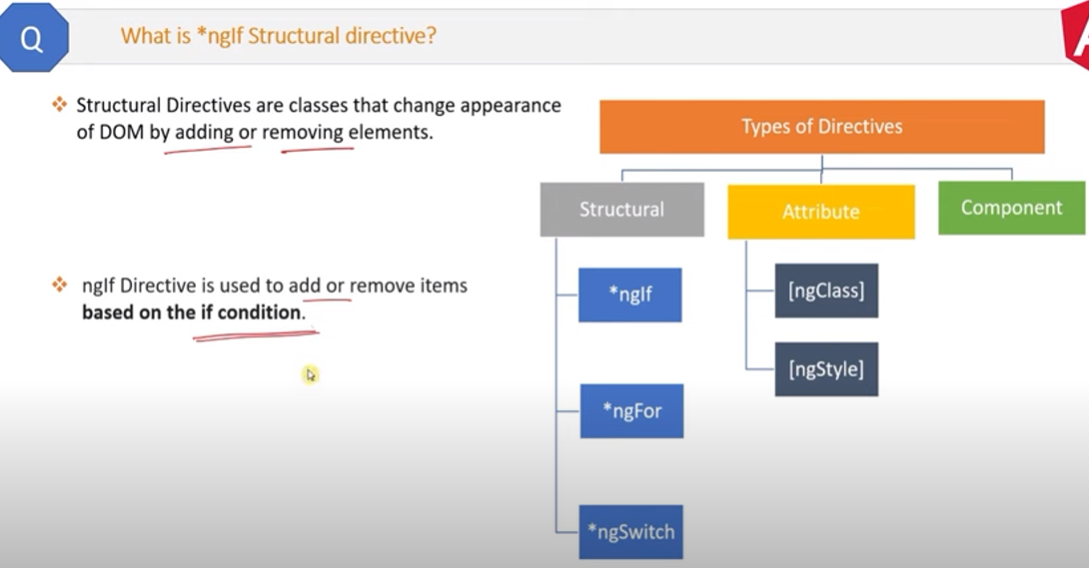 Q
What is *ngIf Structural directive?
Structural Directives are classes that change appearance
of DOM by adding or removing elements.
ngIf Directive is used to add or remove items
based on the if condition.
Types of Directives
Structural
Attribute
Component
*ngIf
[ngClass]
[ngStyle]
*ngFor
*ngSwitch